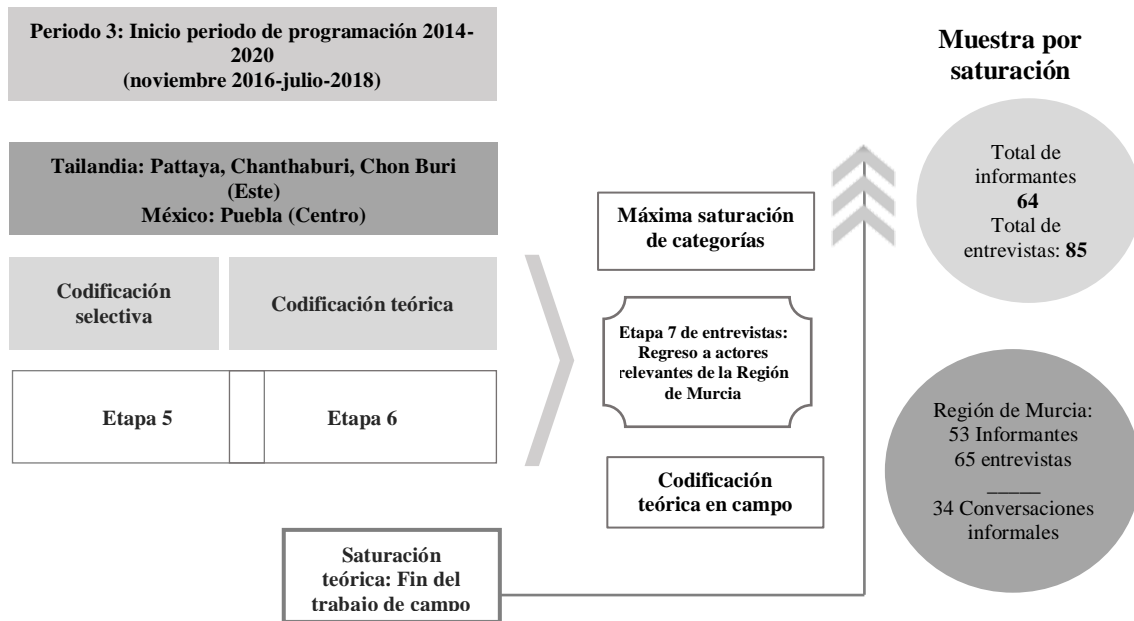 Periodo 3: Inicio periodo de programación 2014-
2020
(noviembre 2016-julio-2018)
Tailandia: Pattaya, Chanthaburi, Chon Buri
(Este)
México: Puebla (Centro)
Codificación
selectiva
Codificación teórica
Etapa 5
Etapa 6
Máxima saturación
de categorías
Etapa 7 de entrevistas:
Regreso a actores
relevantes de la Región
de Murcia
Codificación
teórica en campo
Saturación
teórica: Fin del
trabajo de campo
Muestra por
saturación
Total de
informantes
64
Total de
entrevistas: 85
Región de Murcia:
53 Informantes
65 entrevistas
_____
34 Conversaciones
informales